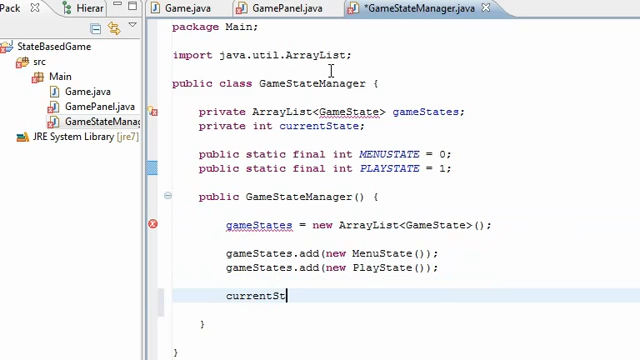 Pack
Hierar
Game.java
GamePanel.java
*GameStateManager.java
StateBasedGame
src
Main
Game.java
GamePanel.java
GameStateManag
JRE System Library [jre7]
package Main;
import java.util.ArrayList;
public class GameStateManager {
private ArrayList<GameState> gameStates;
private int currentState;
public static final int MENUSTATE = 0;
public static final int PLAYSTATE = 1;
public GameStateManager() {
gameStates = new ArrayList<GameState>();
gameStates.add(new MenuState());
gameStates.add(new PlayState());
currentSt
}
}